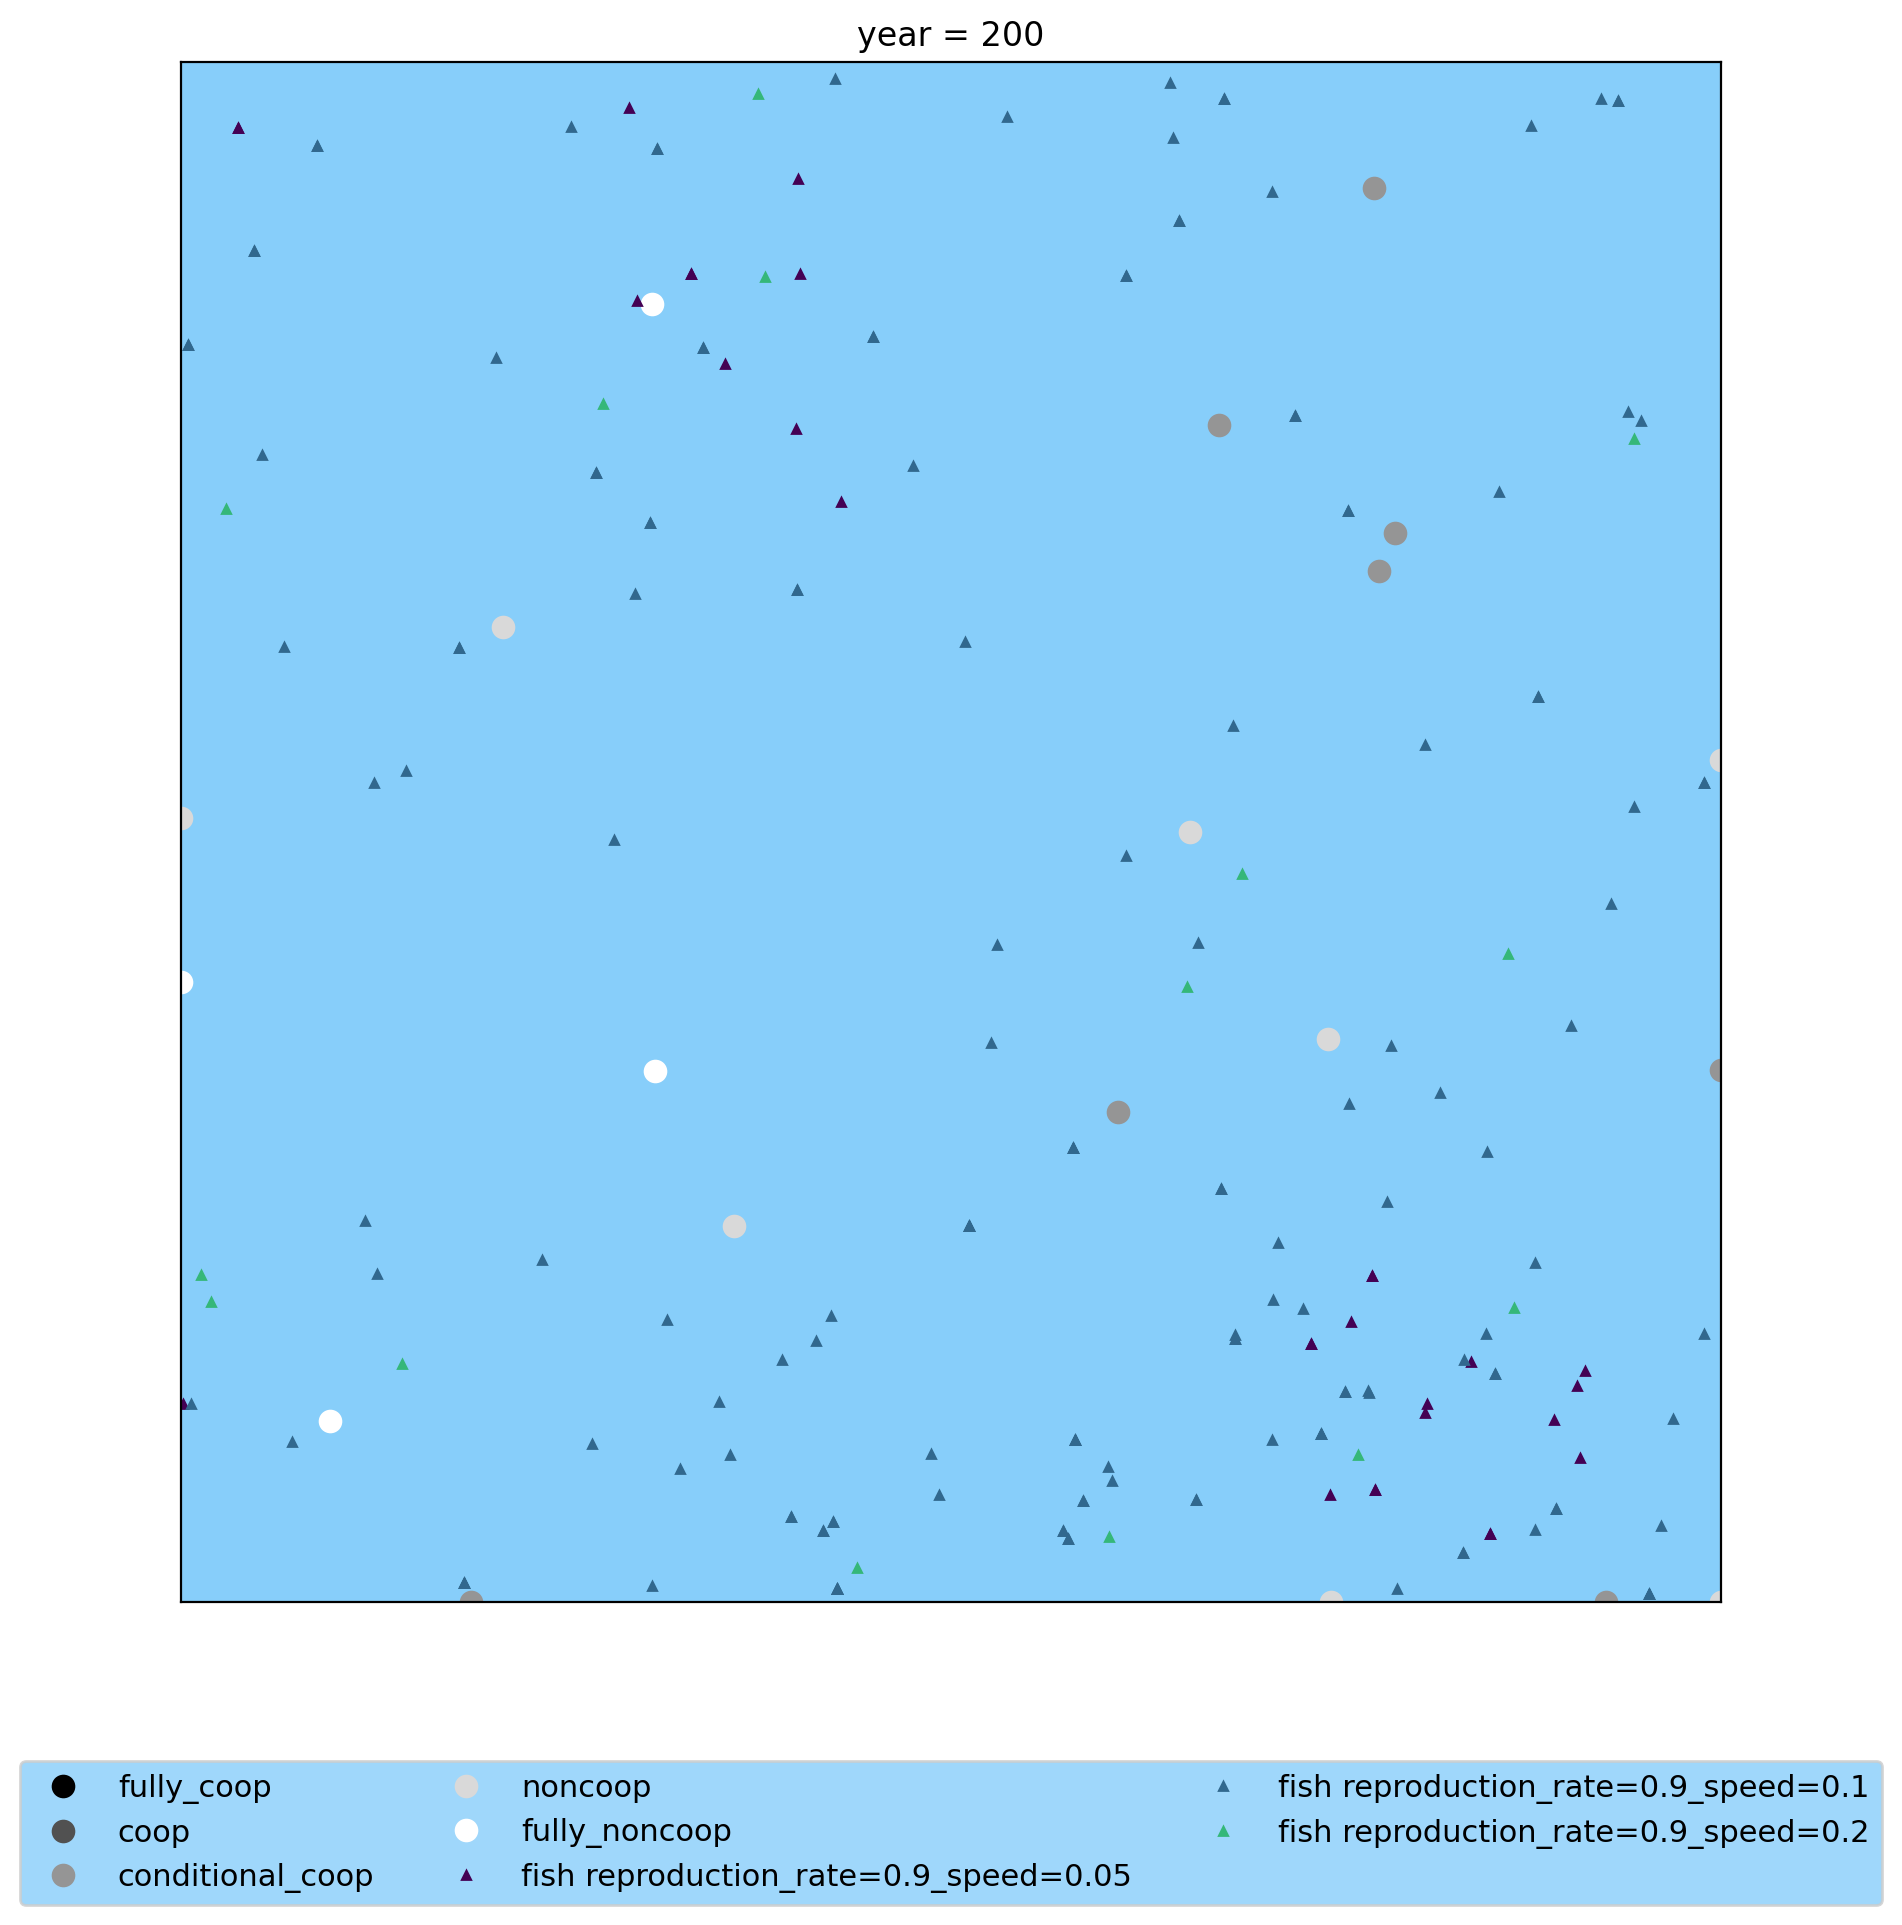 year = 200
fully_coop
coop
conditional_coop
noncoop
fully_noncoop
fish reproduction_rate=0.9_speed=0.05
fish reproduction_rate=0.9_speed=0.1
fish reproduction_rate=0.9_speed=0.2